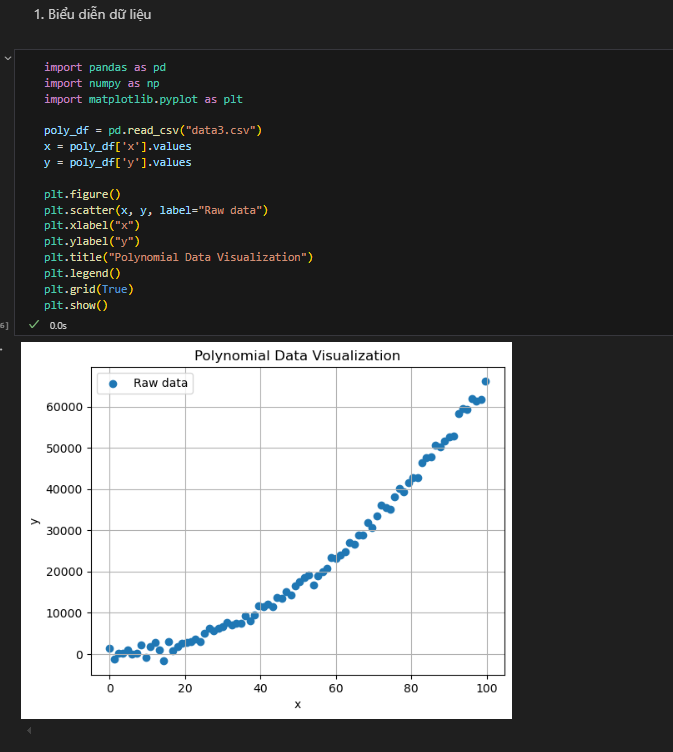 1. Biểu diễn dữ liệu
import pandas as pd
import numpy as np
import matplotlib.pyplot as plt
poly_df = pd.read_csv("data3.csv")
x = poly_df['x'].values
y = poly_df['y'].values
plt.figure()
plt.scatter(x, y, label="Raw data")
plt.xlabel("x")
plt.ylabel("y")
plt.title("Polynomial Data Visualization")
plt.legend()
plt.grid(True)
plt.show()
6]
0.0s
Polynomial Data Visualization
Raw data
60000
50000
40000
30000
20000
10000
0
y
0 20 40 60 80 100
x